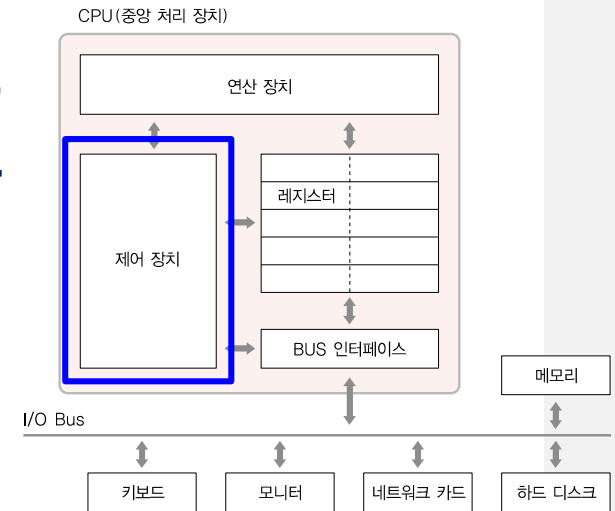 CPU(중앙 처리 장치)
연산 장치
레지스터
제어 장치
BUS 인터페이스
메모리
I/O Bus
키보드
모니터
네트워크 카드
하드 디스크